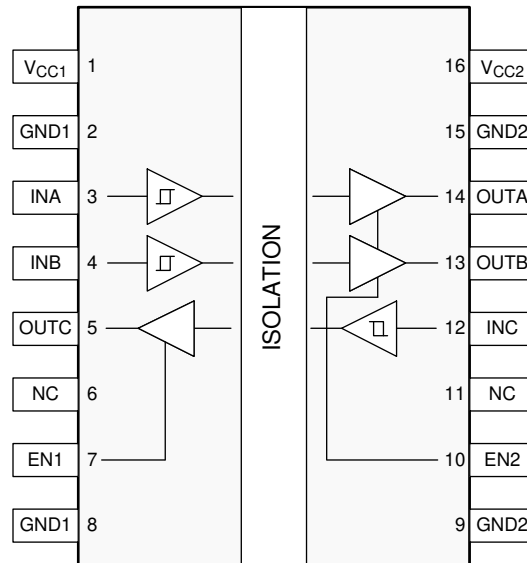 VCC1 1 16 VCC2
GND1 2 15 GND2
INA 3 14 OUTA
INB 4 13 OUTB
OUTC 5 12 INC
NC 6 11 NC
EN1 7 10 EN2
GND1 8 9 GND2
ISOLATION